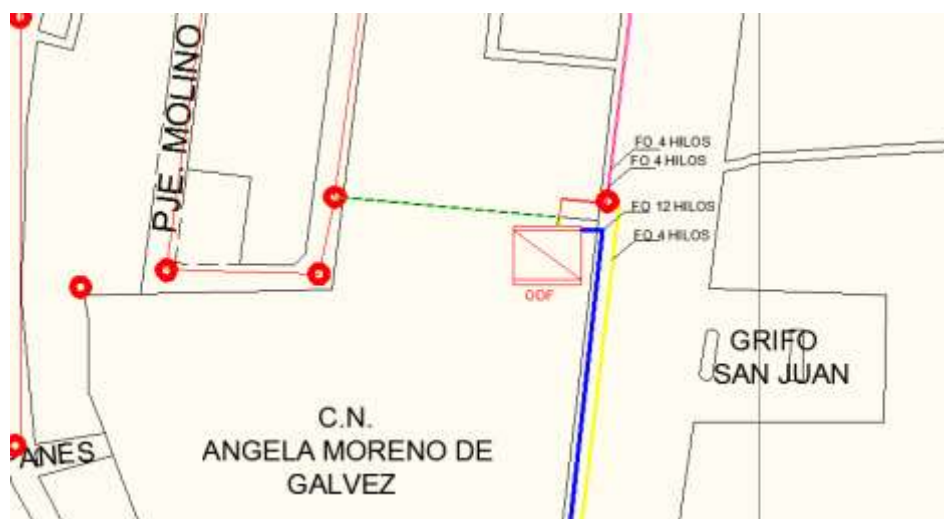 PJE. MOLINO
FO 4 HILOS
FO 4 HILOS
FO 12 HILOS
FO 4 HILOS
OOF
GRIFO
SAN JUAN
C.N.
ANGELA MORENO DE
GALVEZ
ANES